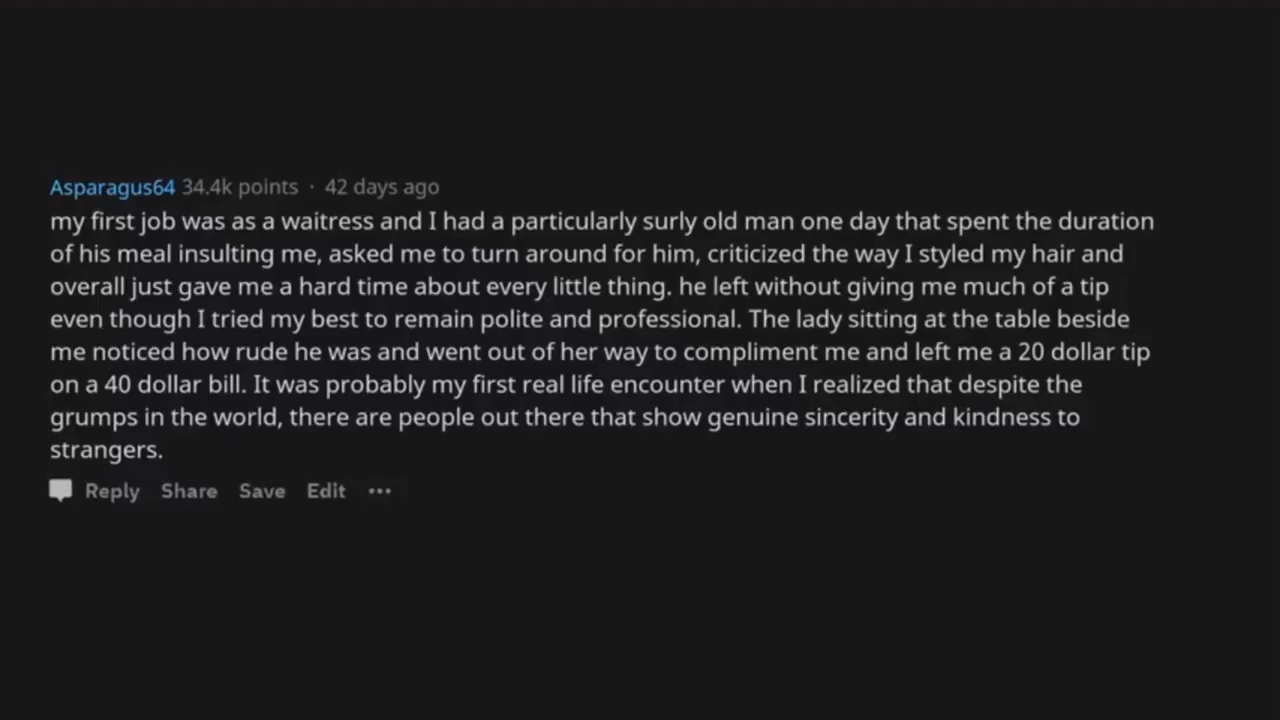 Asparagus64 34.4k points · 42 days ago
my first job was as a waitress and I had a particularly surly old man one day that spent the duration
of his meal insulting me, asked me to turn around for him, criticized the way I styled my hair and
overall just gave me a hard time about every little thing. he left without giving me much of a tip
even though I tried my best to remain polite and professional. The lady sitting at the table beside
me noticed how rude he was and went out of her way to compliment me and left me a 20 dollar tip
on a 40 dollar bill. It was probably my first real life encounter when I realized that despite the
grumps in the world, there are people out there that show genuine sincerity and kindness to
strangers.
Reply Share Save Edit ···